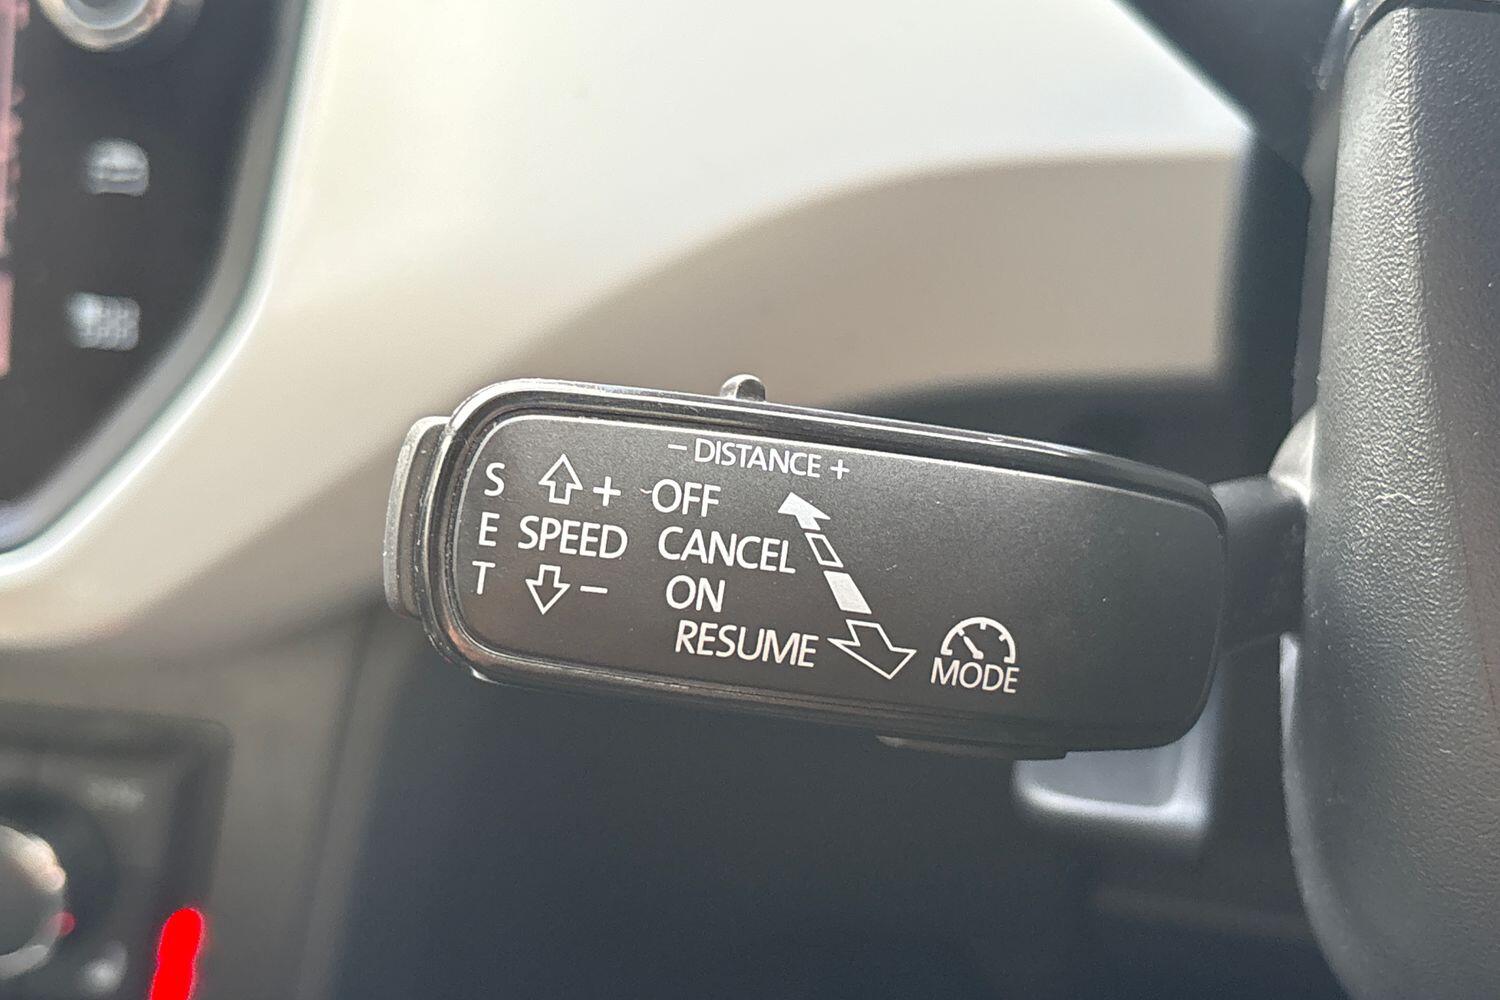 − DISTANCE +
S + OFF
E SPEED CANCEL
T − ON
RESUME
MODE